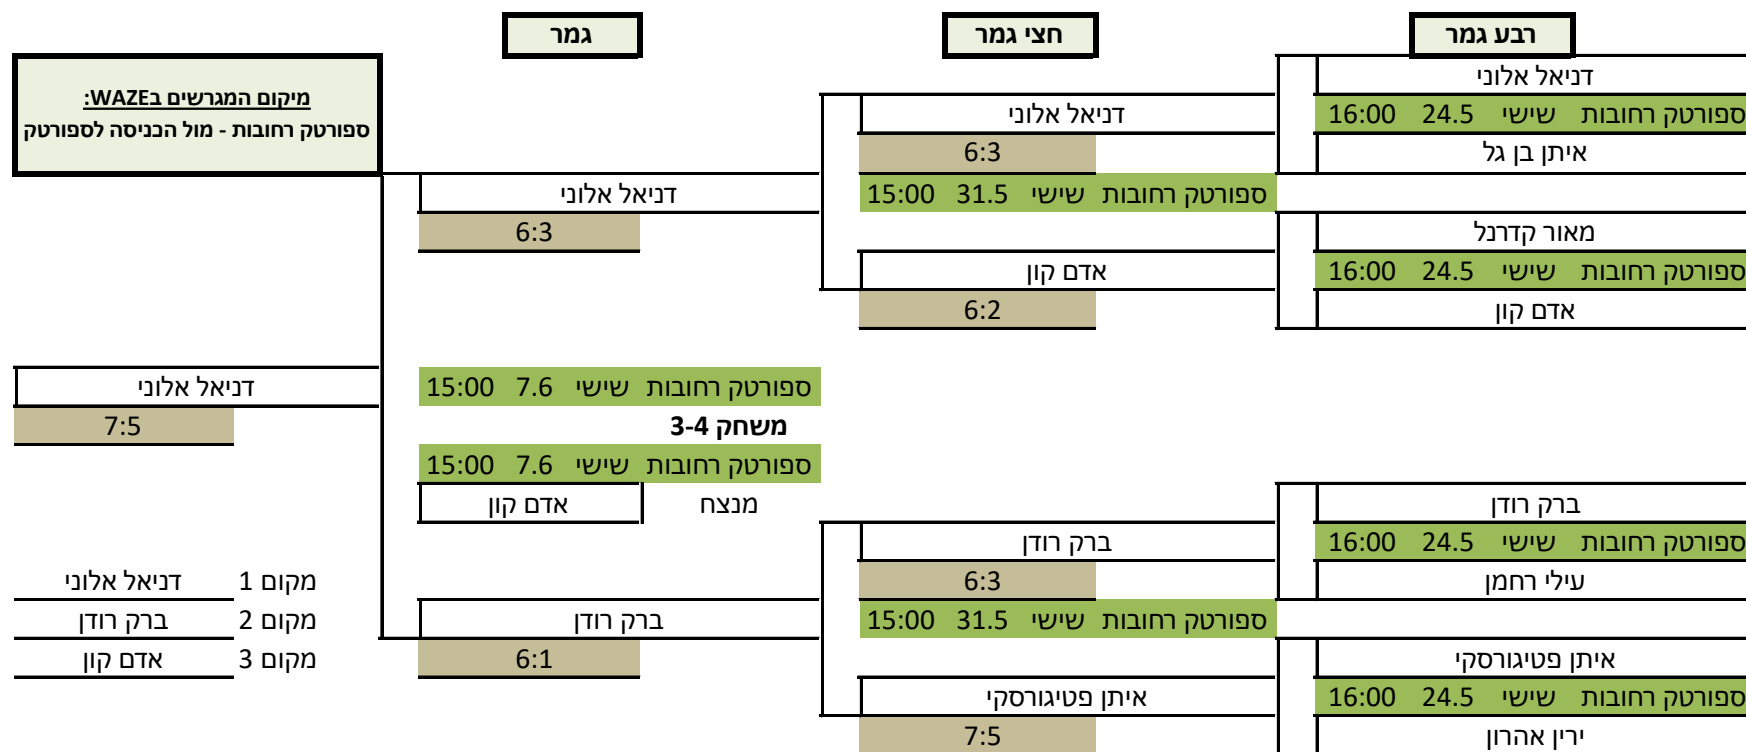 רבע גמר
חצי גמר
גמר
מיקום המגרשים בWAZE:
ספורטק רחובות - מול הכניסה לספורטק
דניאל אלוני
ספורטק רחובות שישי 24.5 16:00
איתן בן גל
מאור קדרנל
ספורטק רחובות שישי 24.5 16:00
אדם קון
ברק רודן
ספורטק רחובות שישי 24.5 16:00
עילי רחמן
איתן פטיגורסקי
ספורטק רחובות שישי 24.5 16:00
ירין אהרון
דניאל אלוני
6:3
ספורטק רחובות שישי 31.5 15:00
אדם קון
6:2
ברק רודן
6:3
ספורטק רחובות שישי 31.5 15:00
איתן פטיגורסקי
7:5
דניאל אלוני
6:3
ספורטק רחובות שישי 7.6 15:00
משחק 3-4
ספורטק רחובות שישי 7.6 15:00
מנצח אדם קון
ברק רודן
6:1
דניאל אלוני
7:5
מקום 1 דניאל אלוני
מקום 2 ברק רודן
מקום 3 אדם קון